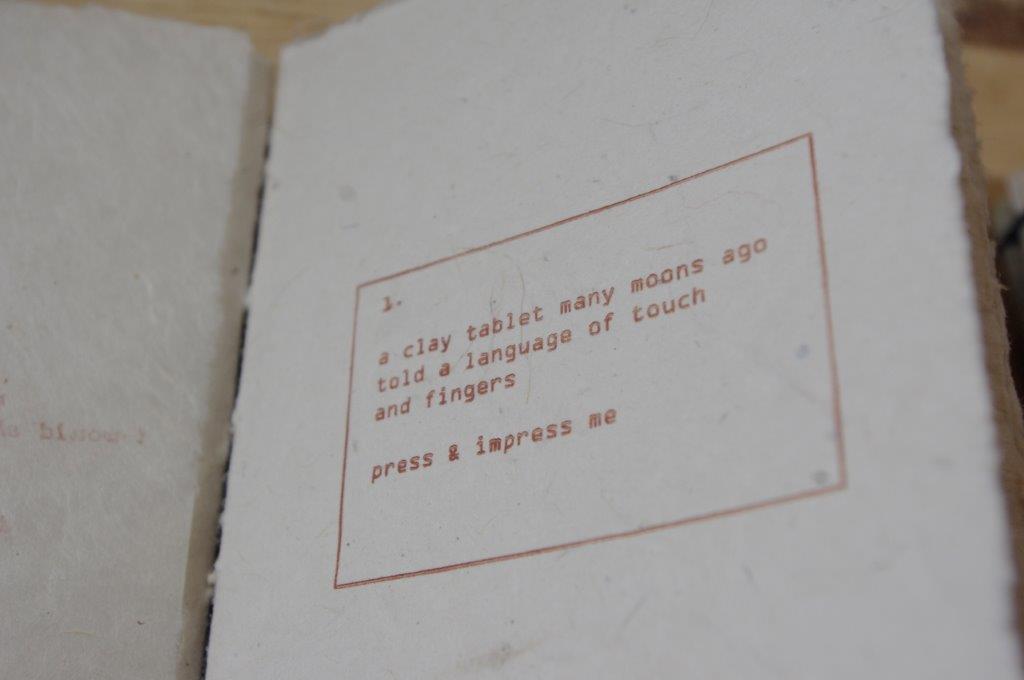 1.
a clay tablet many moons ago
told a language of touch
and fingers
press & impress me